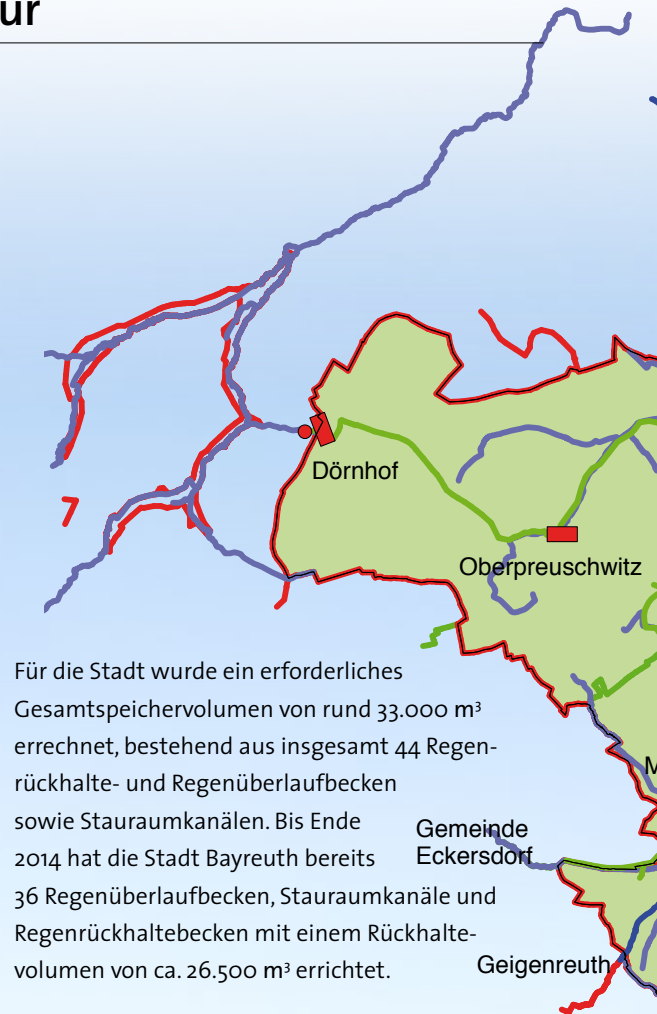 ur
Dörnhof
Oberpreuschwitz
Für die Stadt wurde ein erforderliches
Gesamtspeichervolumen von rund 33.000 m³
errechnet, bestehend aus insgesamt 44 Regen-
rückhalte- und Regenüberlaufbecken
sowie Stauraumkanälen. Bis Ende
2014 hat die Stadt Bayreuth bereits
36 Regenüberlaufbecken, Stauraumkanäle und
Regenrückhaltebecken mit einem Rückhalte-
volumen von ca. 26.500 m³ errichtet.
M
Gemeinde
Eckersdorf
Geigenreuth